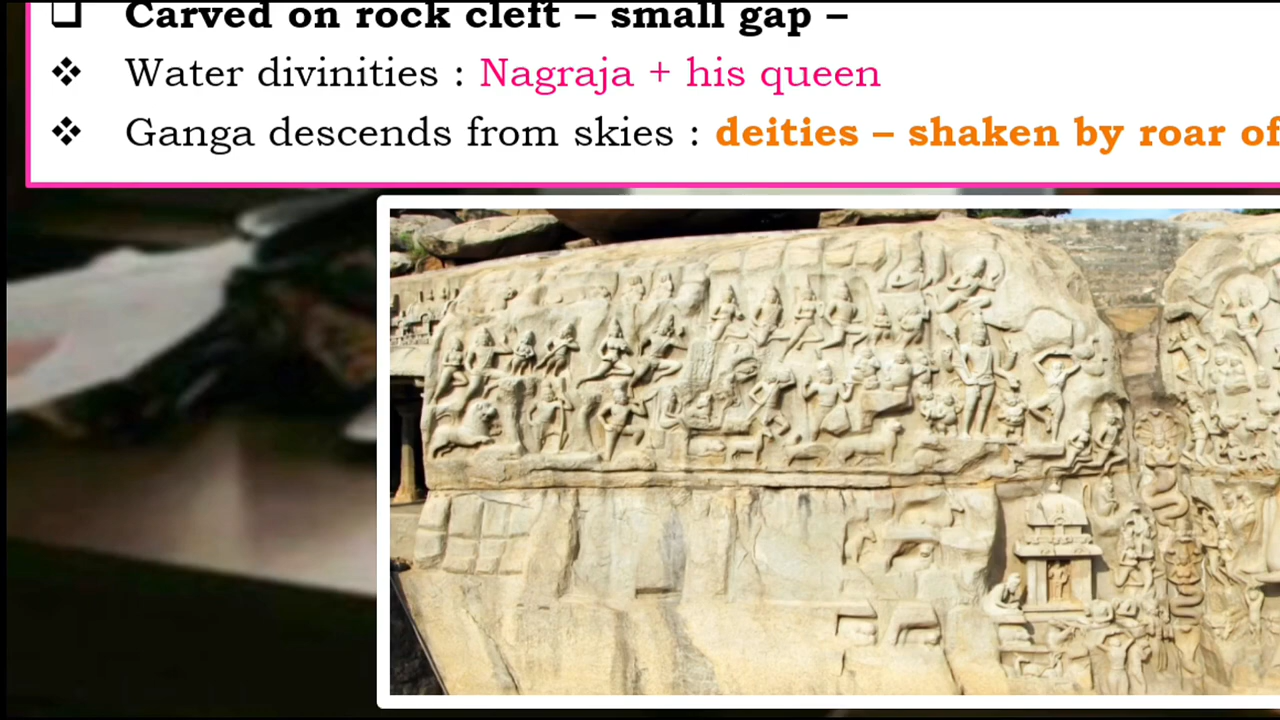 ❑ Carved on rock cleft – small gap –
❖ Water divinities : Nagraja + his queen
❖ Ganga descends from skies : deities – shaken by roar of